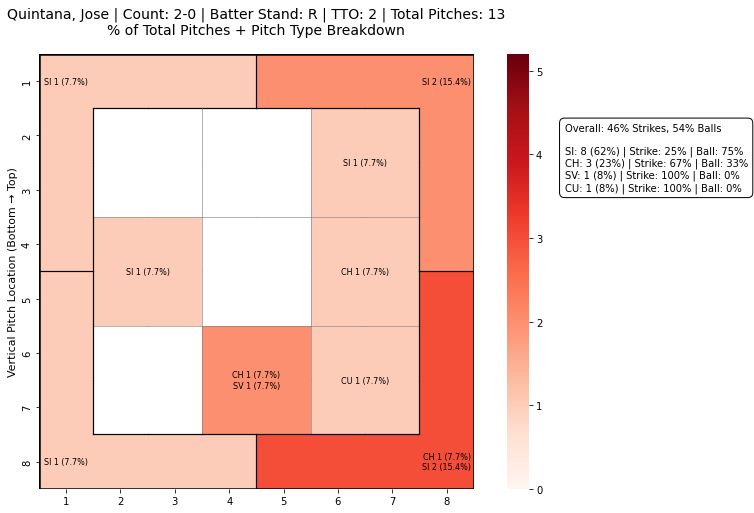 Quintana, Jose | Count: 2-0 | Batter Stand: R | TTO: 2 | Total Pitches: 13
% of Total Pitches + Pitch Type Breakdown
Vertical Pitch Location (Bottom → Top)
1
2
3
4
5
6
7
8
SI 1 (7.7%)
SI 2 (15.4%)
SI 1 (7.7%)
SI 1 (7.7%)
CH 1 (7.7%)
CH 1 (7.7%)
SV 1 (7.7%)
CU 1 (7.7%)
SI 1 (7.7%)
CH 1 (7.7%)
SI 2 (15.4%)
1
2
3
4
5
6
7
8
5
4
3
2
1
0
Overall: 46% Strikes, 54% Balls
SI: 8 (62%) | Strike: 25% | Ball: 75%
CH: 3 (23%) | Strike: 67% | Ball: 33%
SV: 1 (8%) | Strike: 100% | Ball: 0%
CU: 1 (8%) | Strike: 100% | Ball: 0%